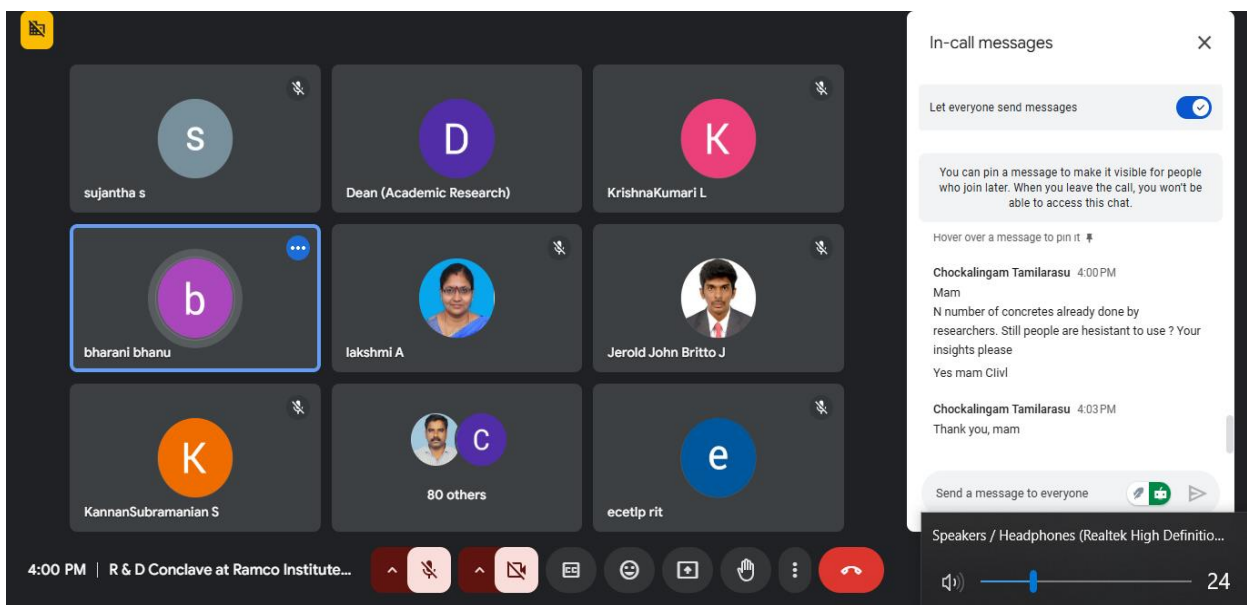 S
sujantha s
D
Dean (Academic Research)
K
KrishnaKumari L
b
bharani bhanu
lakshmi A
Jerold John Britto J
K
KannanSubramanian S
C
80 others
e
ecetlp rit
4:00 PM | R & D Conclave at Ramco Institute...
CC
In-call messages
Let everyone send messages
You can pin a message to make it visible for people
who join later. When you leave the call, you won't be
able to access this chat.
Hover over a message to pin it
Chockalingam Tamilarasu 4:00 PM
Mam
N number of concretes already done by
researchers. Still people are hesistant to use ? Your
insights please
Yes mam CIivl
Chockalingam Tamilarasu 4:03 PM
Thank you, mam
Send a message to everyone
Speakers / Headphones (Realtek High Definitio...
24